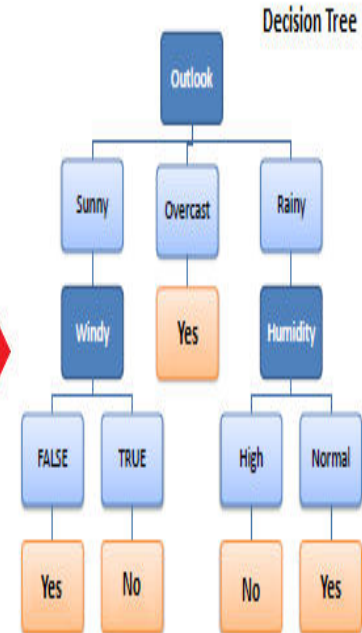 Decision Tree
Outlook
Sunny Overcast Rainy
Windy Yes Humidity
FALSE TRUE High Normal
Yes No No Yes